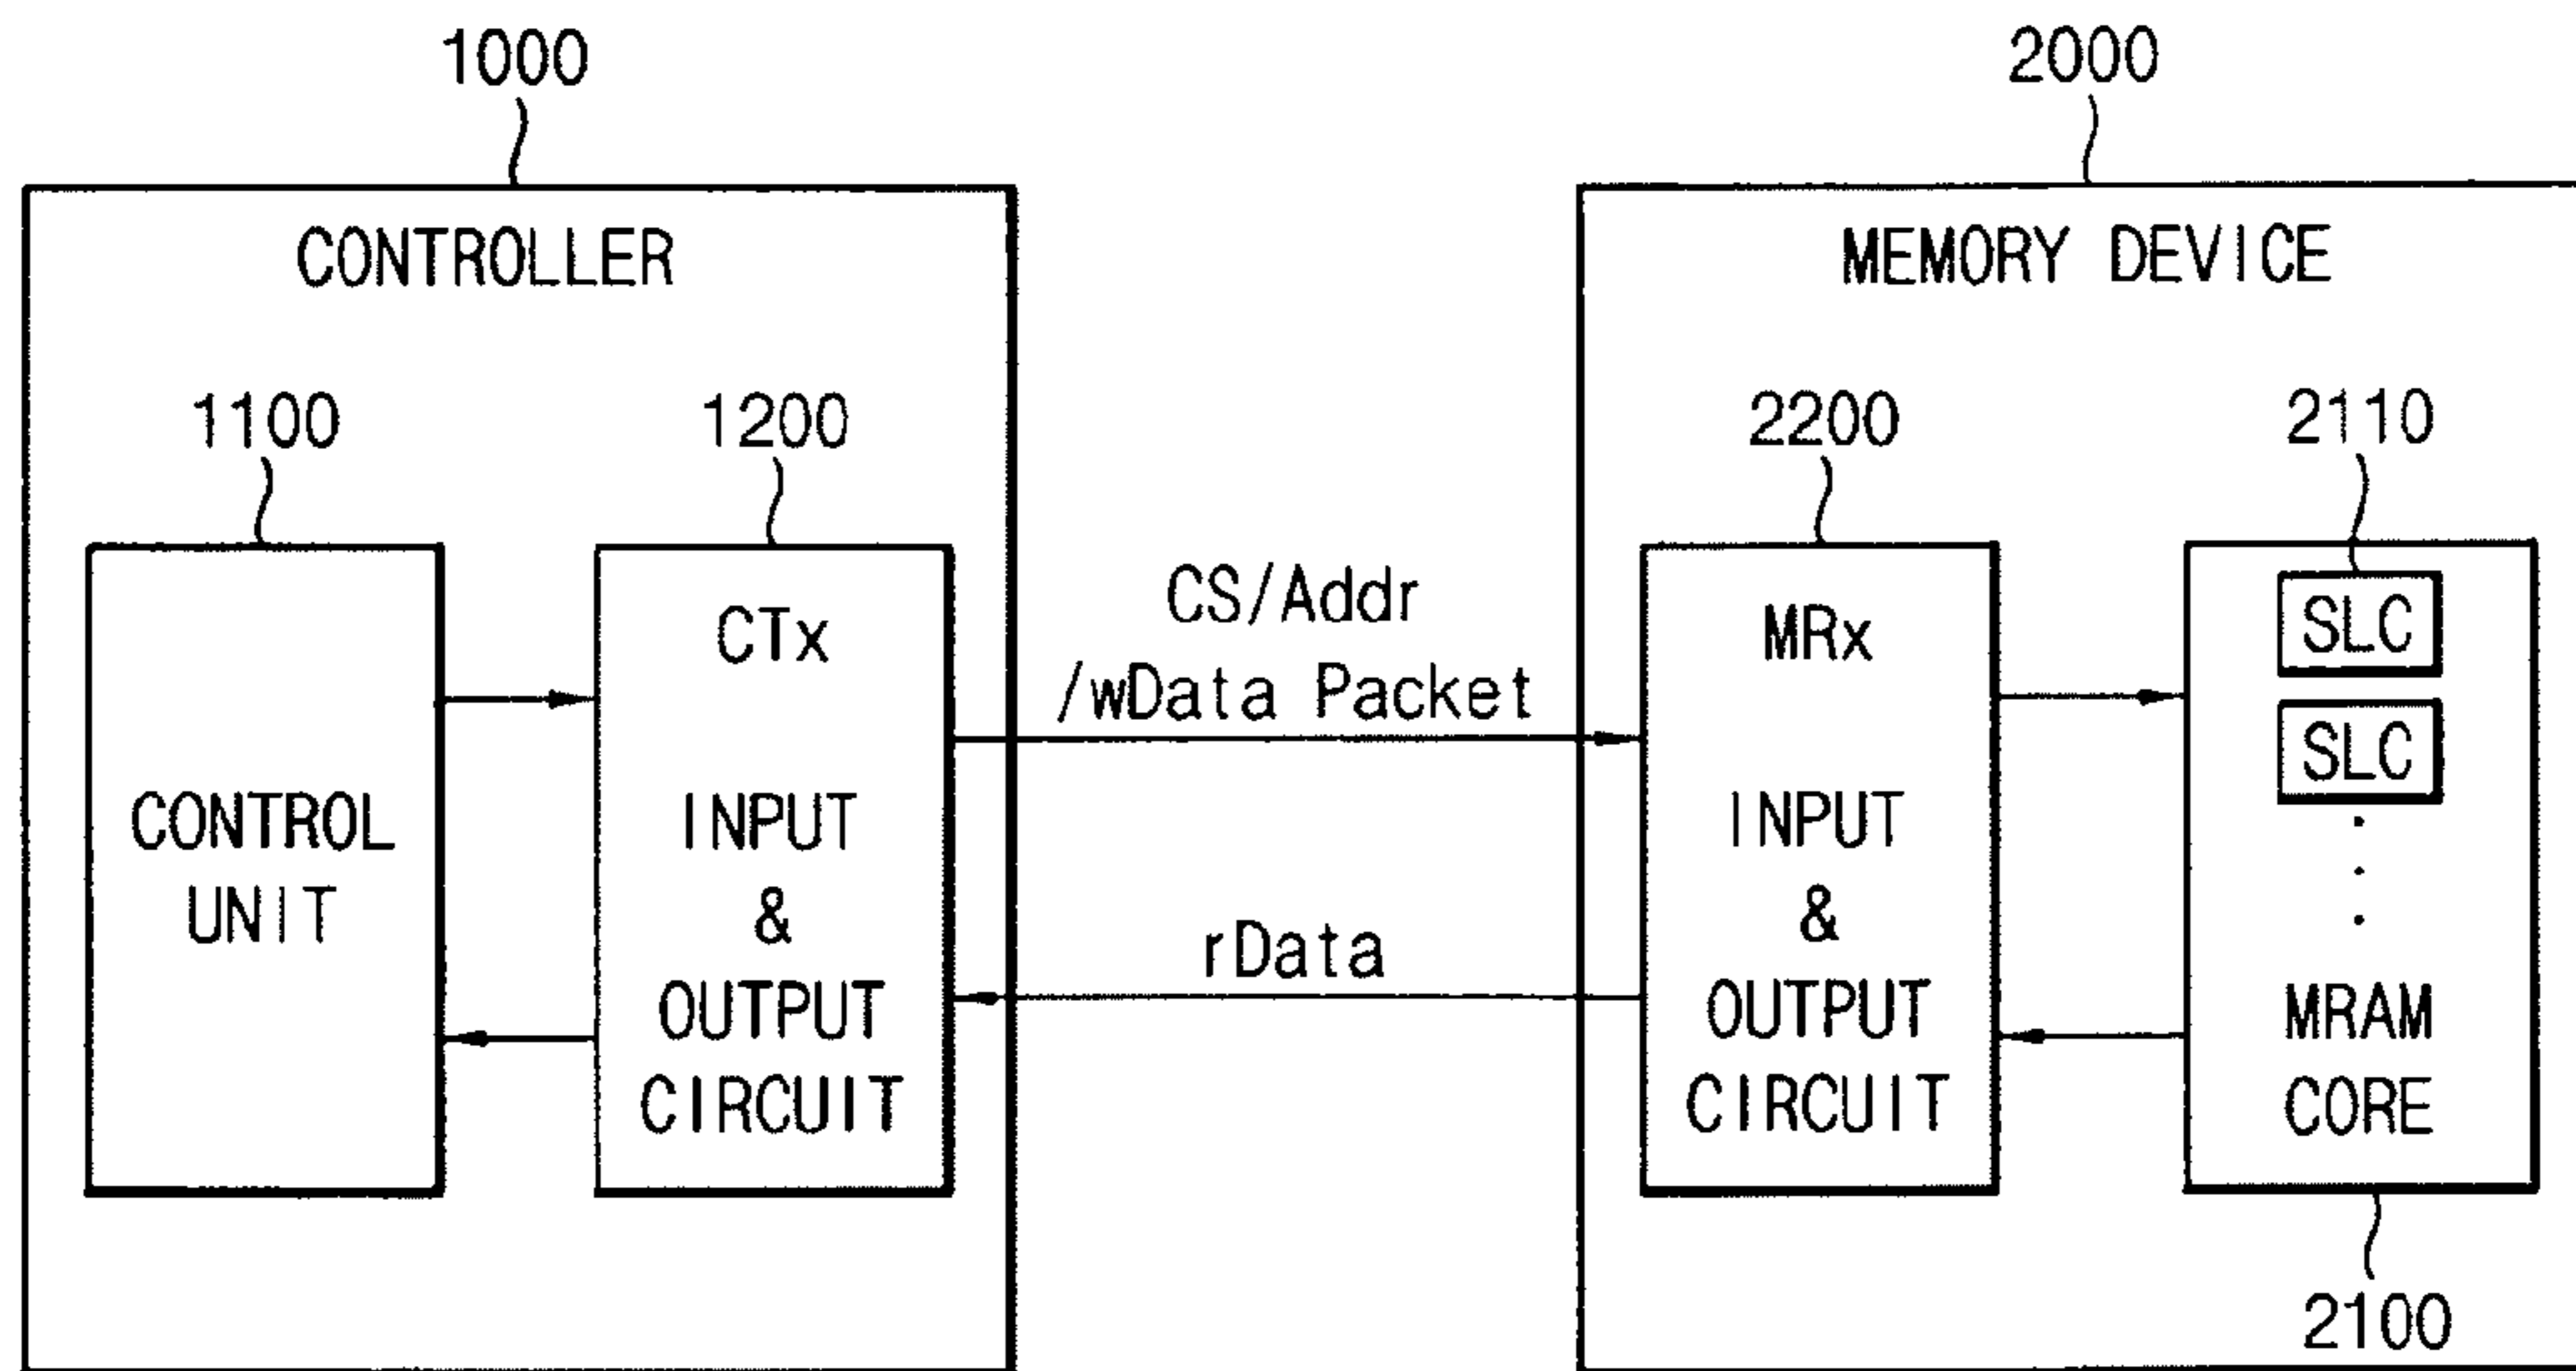 1000
2000
CONTROLLER
MEMORY DEVICE
1100
1200
2200
2110
CTx
INPUT
&
OUTPUT
CIRCUIT
CONTROL
UNIT
CS/Addr
/wData Packet
rData
MRx
INPUT
&
OUTPUT
CIRCUIT
SLC
SLC
MRAM
CORE
2100